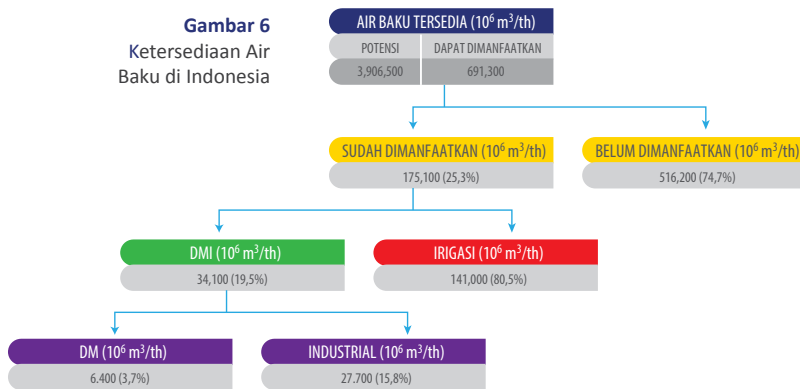 Gambar 6
Ketersediaan Air
Baku di Indonesia
AIR BAKU TERSEDIA (10⁶ m³/th)
POTENSI DAPAT DIMANFAATKAN
3,906,500 691,300
SUDAH DIMANFAATKAN (10⁶ m³/th) BELUM DIMANFAATKAN (10⁶ m³/th)
175,100 (25,3%) 516,200 (74,7%)
DMI (10⁶ m³/th) IRIGASI (10⁶ m³/th)
34,100 (19,5%) 141,000 (80,5%)
DM (10⁶ m³/th) INDUSTRIAL (10⁶ m³/th)
6.400 (3,7%) 27.700 (15,8%)